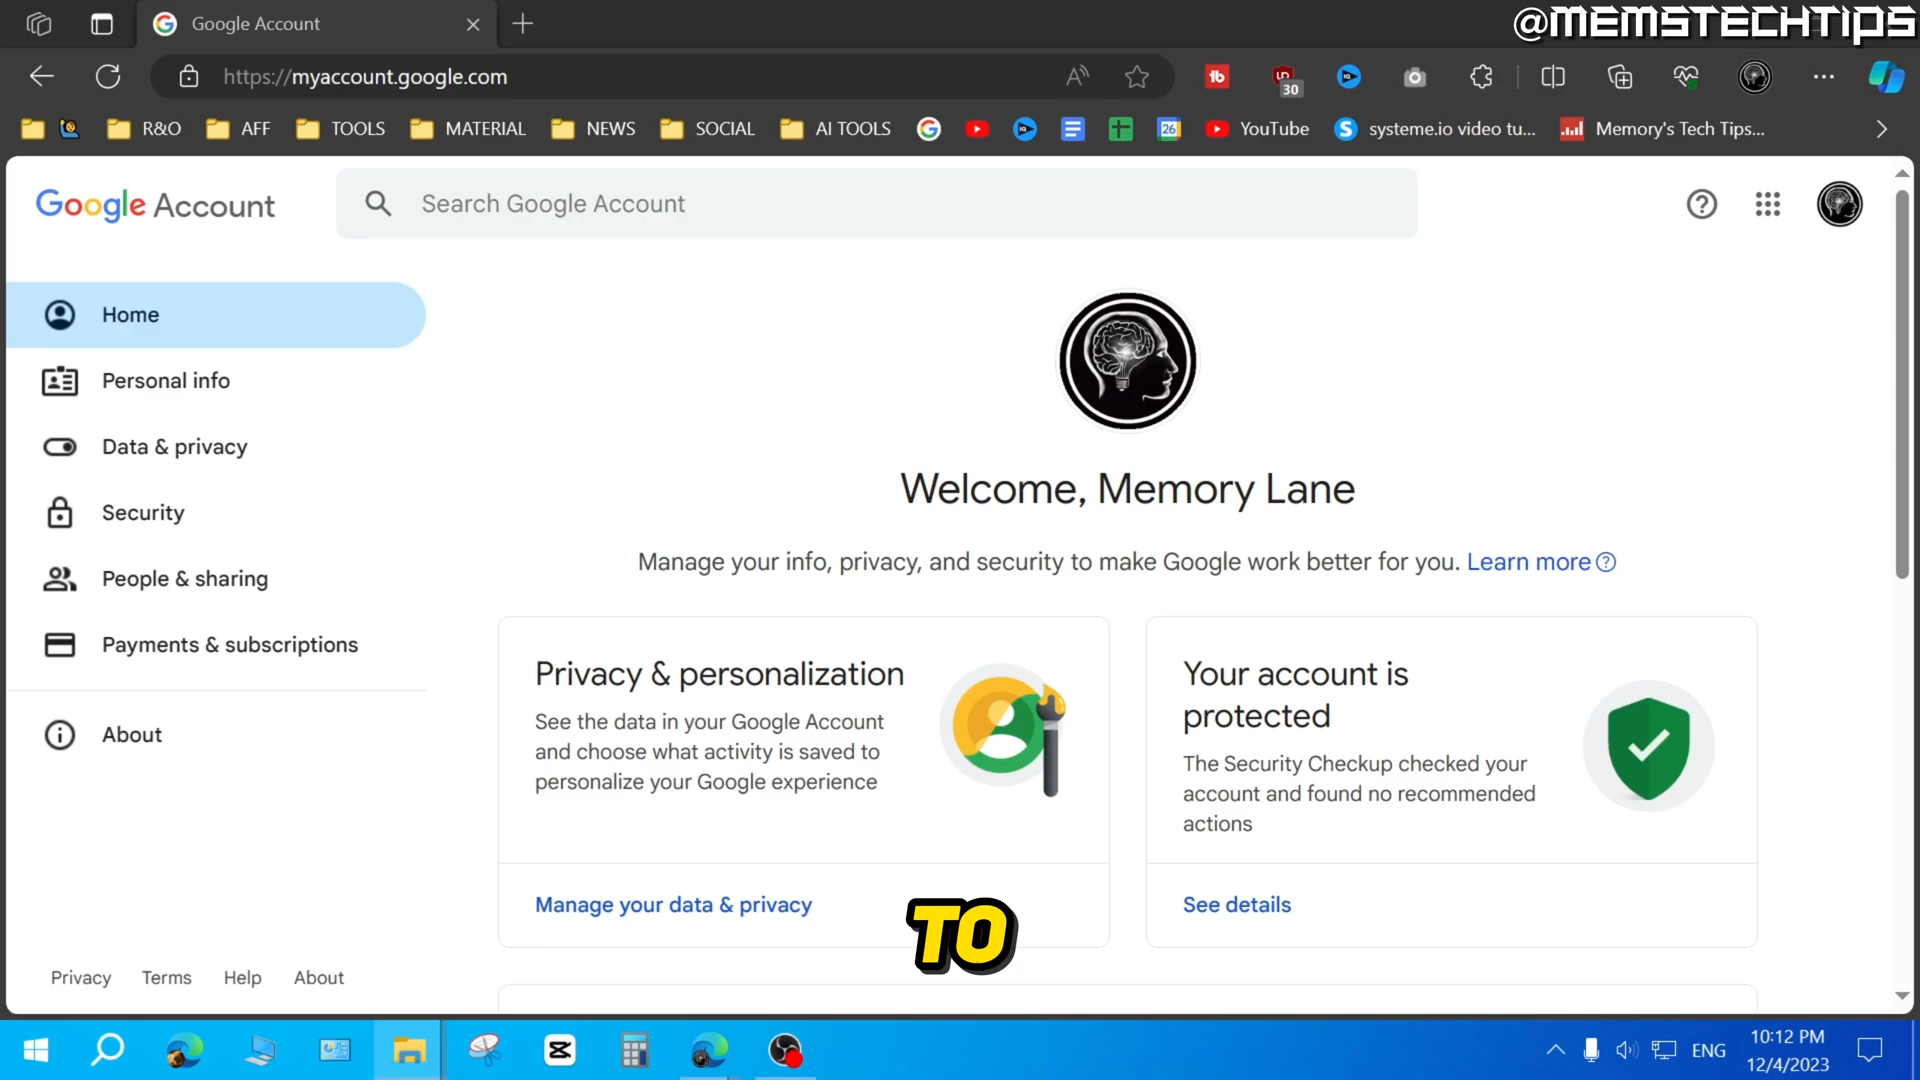 Google Account
@MEMSTECHTIPS
https://myaccount.google.com
30
R&O
AFF
TOOLS
MATERIAL
NEWS
SOCIAL
AI TOOLS
26
YouTube
systeme.io video tu...
Memory's Tech Tips...
Google Account
Search Google Account
Home
Personal info
Data & privacy
Security
People & sharing
Payments & subscriptions
About
Welcome, Memory Lane
Manage your info, privacy, and security to make Google work better for you. Learn more
Privacy & personalization
See the data in your Google Account
and choose what activity is saved to
personalize your Google experience
Manage your data & privacy
Your account is
protected
The Security Checkup checked your
account and found no recommended
actions
See details
TO
Privacy
Terms
Help
About
ENG
10:12 PM
12/4/2023